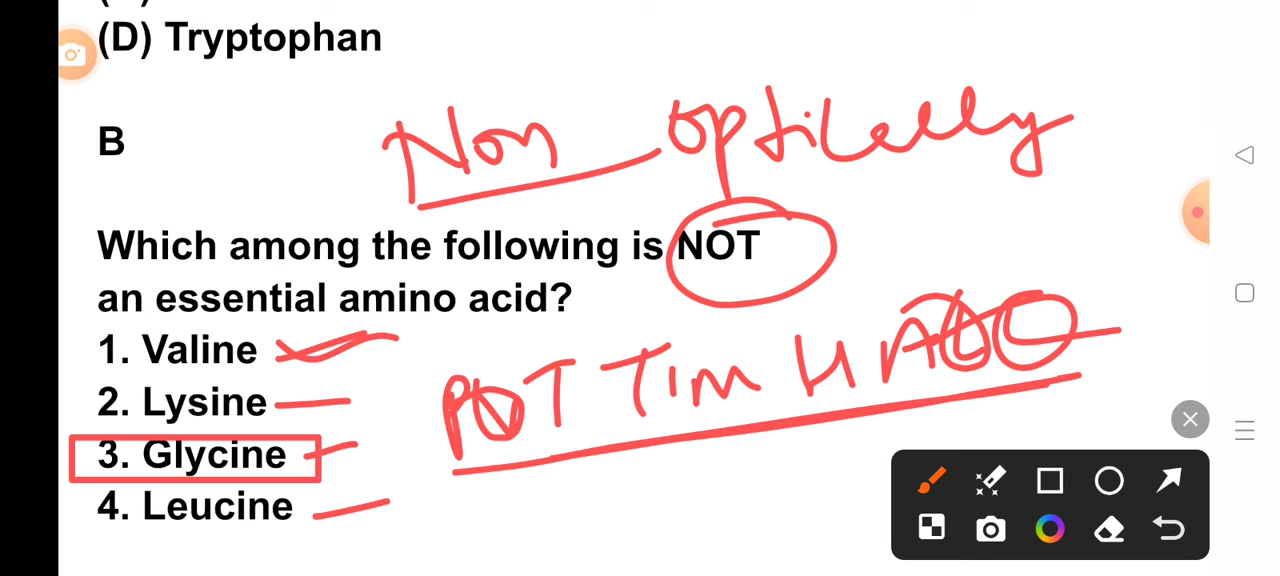 (D) Tryptophan
B
Non optically
Which among the following is NOT
an essential amino acid?
1. Valine
2. Lysine
3. Glycine
4. Leucine
PVT TIM HALL